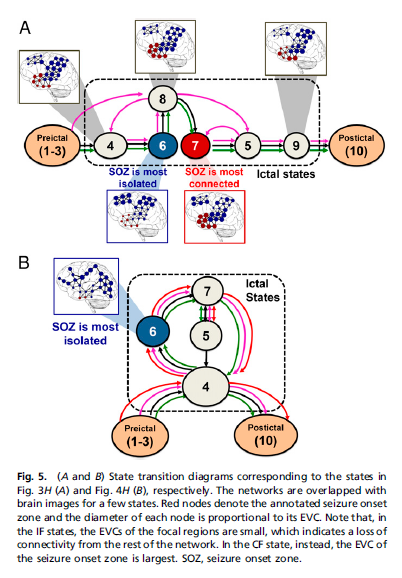 A
8
Preictal
(1-3)
4
6
7
5
9
Postictal
(10)
SOZ is most
isolated
SOZ is most
connected
Ictal states
B
7
Ictal
States
SOZ is most
isolated
6
5
4
Preictal
(1-3)
Postictal
(10)
Fig. 5. (A and B) State transition diagrams corresponding to the states in
Fig. 3H (A) and Fig. 4H (B), respectively. The networks are overlapped with
brain images for a few states. Red nodes denote the annotated seizure onset
zone and the diameter of each node is proportional to its EVC. Note that, in
the IF states, the EVCs of the focal regions are small, which indicates a loss of
connectivity from the rest of the network. In the CF state, instead, the EVC of
the seizure onset zone is largest. SOZ, seizure onset zone.